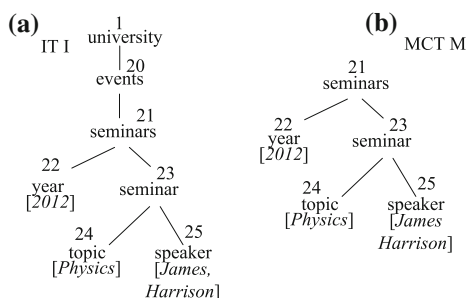 (a)
IT I
1
university
20
events
21
seminars
22
year
[2012]
23
seminar
24
topic
[Physics]
25
speaker
[James,
Harrison]
(b)
MCT M
21
seminars
22
year
[2012]
23
seminar
24
topic
[Physics]
25
speaker
[James
Harrison]